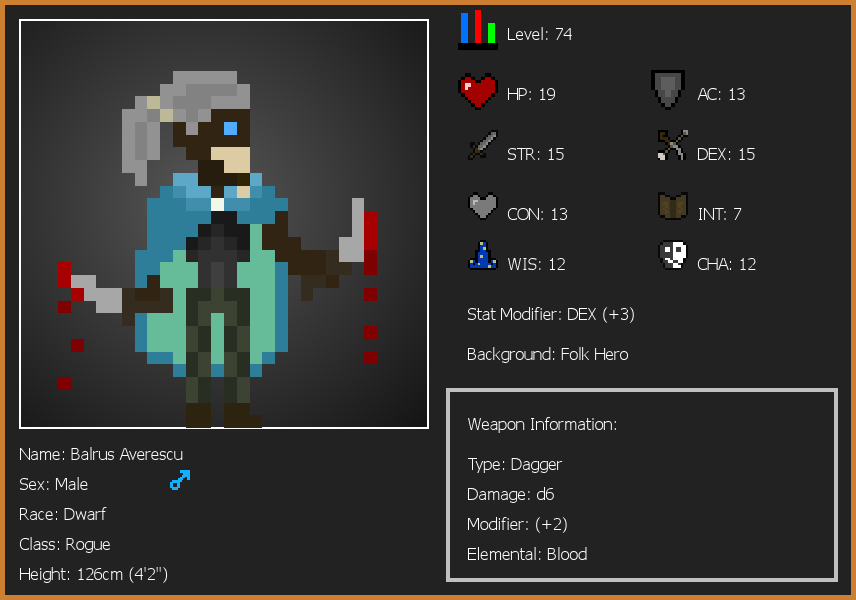 Level: 74
HP: 19
AC: 13
STR: 15
DEX: 15
CON: 13
INT: 7
WIS: 12
CHA: 12
Stat Modifier: DEX (+3)
Background: Folk Hero
Weapon Information:
Type: Dagger
Damage: d6
Modifier: (+2)
Elemental: Blood
Name: Balrus Averescu
Sex: Male
Race: Dwarf
Class: Rogue
Height: 126cm (4'2")